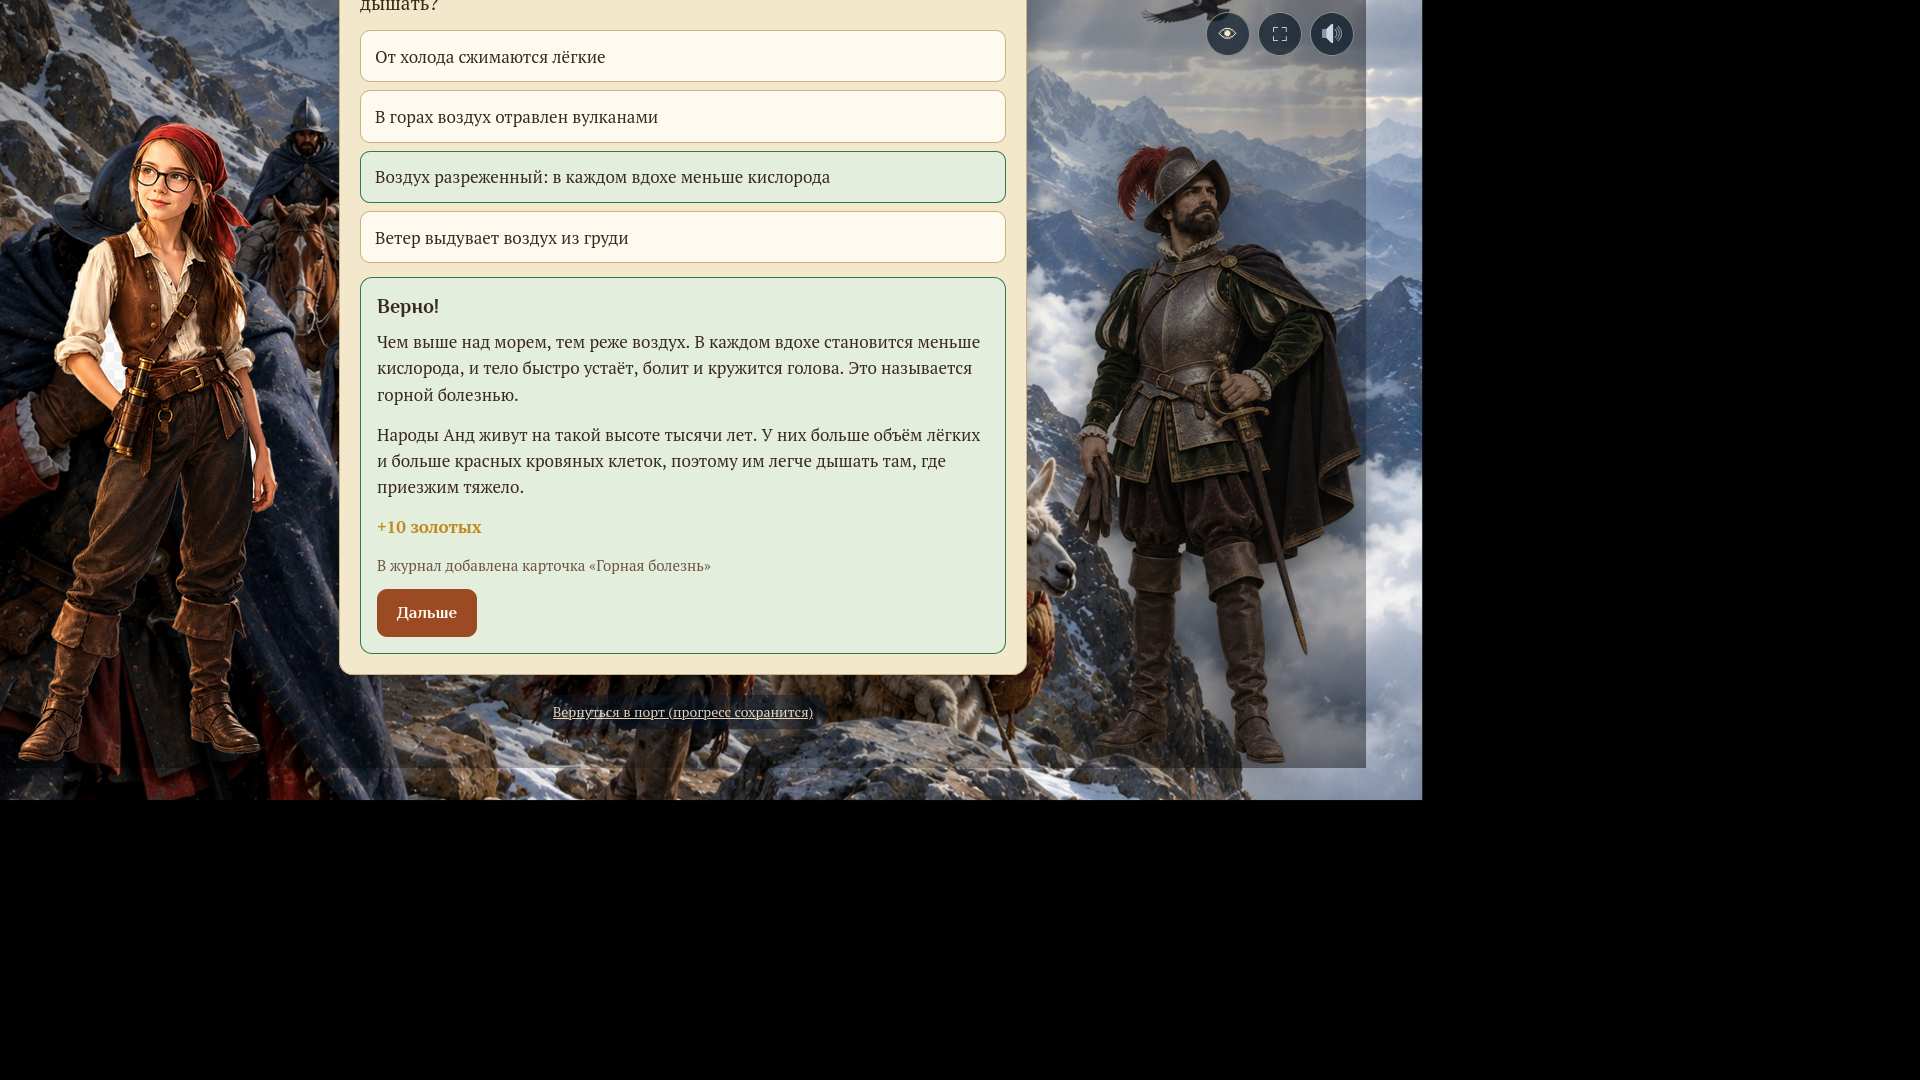 дышать?
От холода сжимаются лёгкие
В горах воздух отравлен вулканами
Воздух разреженный: в каждом вдохе меньше кислорода
Ветер выдувает воздух из груди
Верно!
Чем выше над морем, тем реже воздух. В каждом вдохе становится меньше
кислорода, и тело быстро устаёт, болит и кружится голова. Это называется
горной болезнью.
Народы Анд живут на такой высоте тысячи лет. У них больше объём лёгких
и больше красных кровяных клеток, поэтому им легче дышать там, где
приезжим тяжело.
+10 золотых
В журнал добавлена карточка «Горная болезнь»
Дальше
Вернуться в порт (прогресс сохранится)